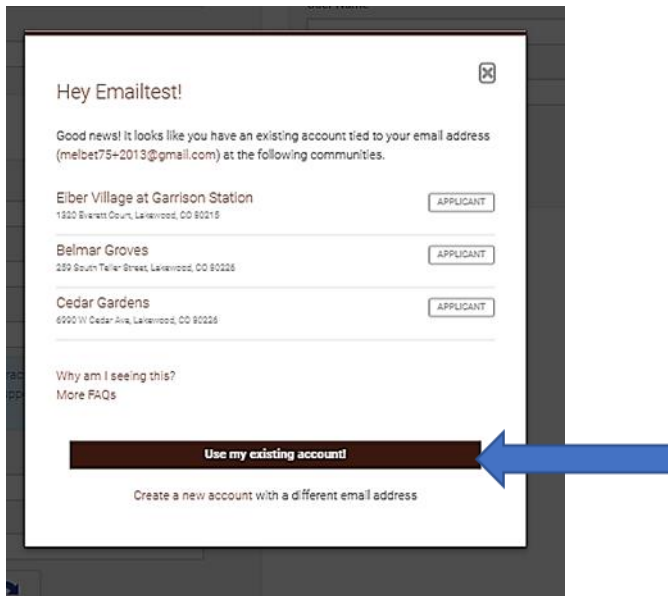 User Name
Hey Emailtest!
Good news! It looks like you have an existing account tied to your email address
(melbet75+2013@gmail.com) at the following communities.
Eiber Village at Garrison Station
APPLICANT
1320 Everett Court, Lakewood, CO 80215
Belmar Groves
APPLICANT
259 South Teller Street, Lakewood, CO 80226
Cedar Gardens
APPLICANT
6990 W Cedar Ave, Lakewood, CO 80226
Why am I seeing this?
More FAQs
Use my existing account!
Create a new account with a different email address